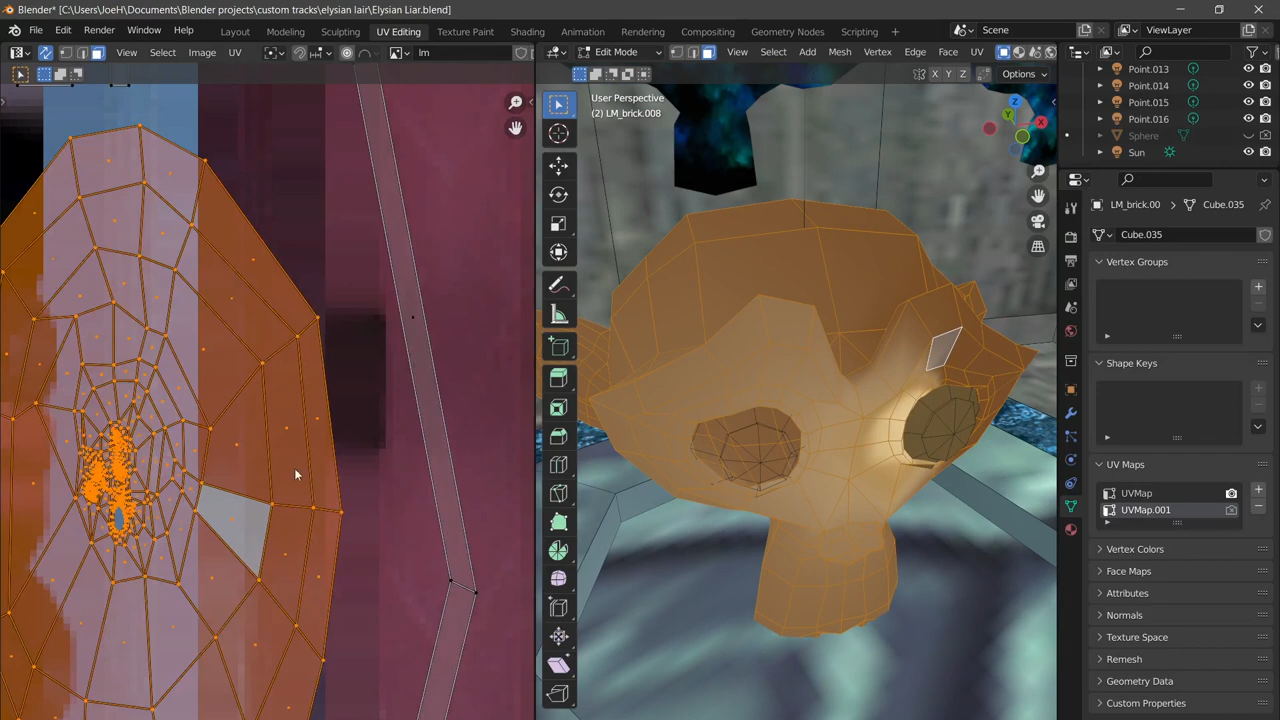 Blender* [C:\Users\JoeH\Documents\Blender projects\custom tracks\elysian lair\Elysian Liar.blend]
File Edit Render Window Help
Layout Modeling Sculpting UV Editing Texture Paint Shading Animation Rendering Compositing Geometry Nodes Scripting +
Scene
ViewLayer
View Select Image UV
Im
Edit Mode
View Select Add Mesh Vertex Edge Face UV
X Y Z
Options
User Perspective
(2) LM_brick.008
Z
Y
X
Point.013
Point.014
Point.015
Point.016
Sphere
Sun
LM_brick.00 > Cube.035
Cube.035
Vertex Groups
Shape Keys
UV Maps
UVMap
UVMap.001
Vertex Colors
Face Maps
Attributes
Normals
Texture Space
Remesh
Geometry Data
Custom Properties